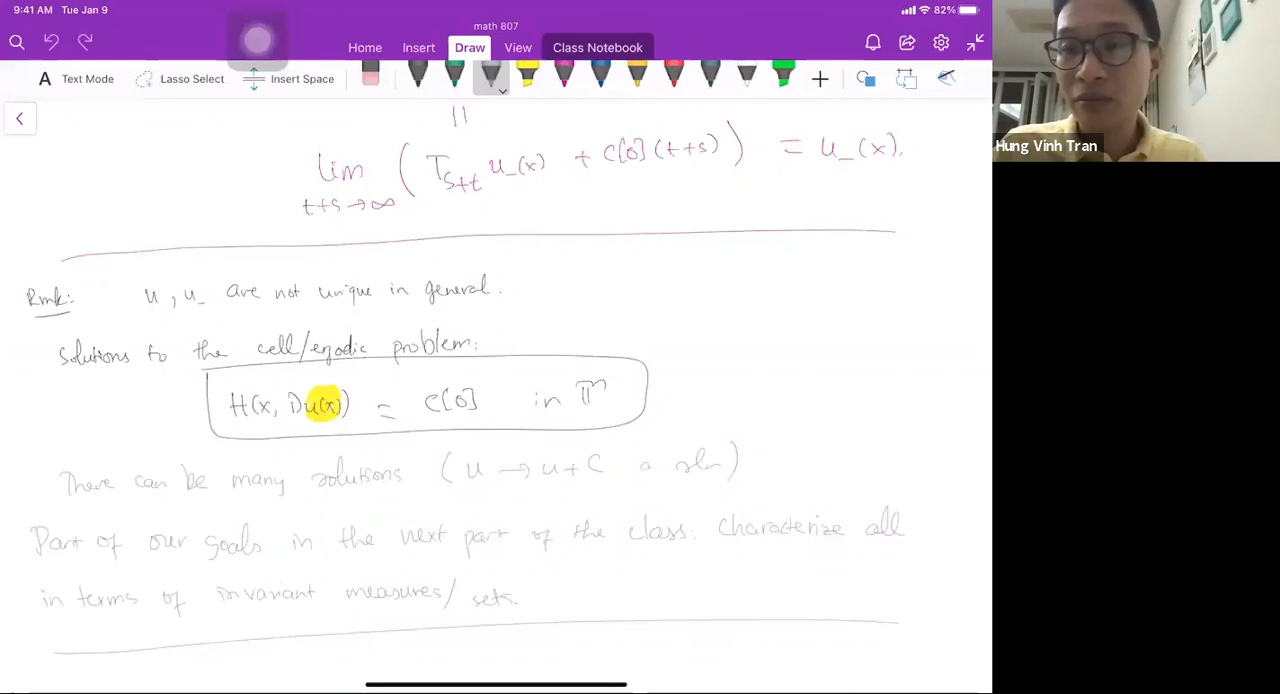 9:41 AM Tue Jan 9
82%
math 807
Home Insert Draw View Class Notebook
Text Mode Lasso Select Insert Space
Hung Vinh Tran
||
lim ( T_{s+t} u_-(x) + C[0](t+s) ) = u_-(x).
t+s → ∞
Rmk: u, u_- are not unique in general.
Solutions to the cell/egodic problem:
H(x, Du(x)) = C[0] in 𝕋ⁿ
There can be many solutions (u → u+C a soln)
Part of our goals in the next part of the class: Characterize all
in terms of invariant measures/sets.